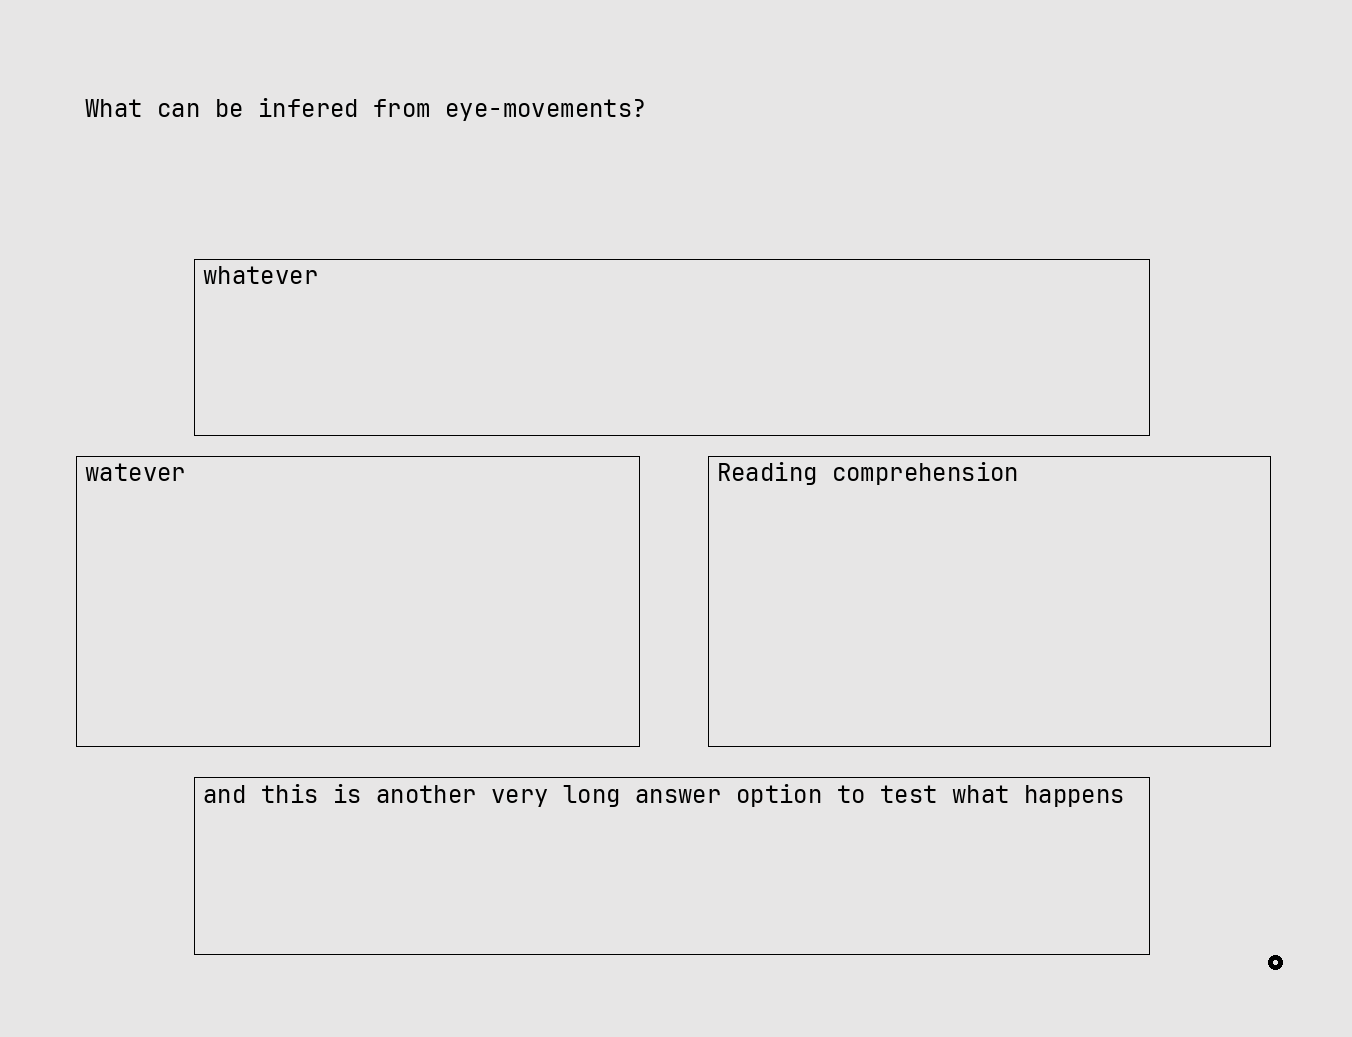 What can be infered from eye-movements?
whatever
watever
Reading comprehension
and this is another very long answer option to test what happens